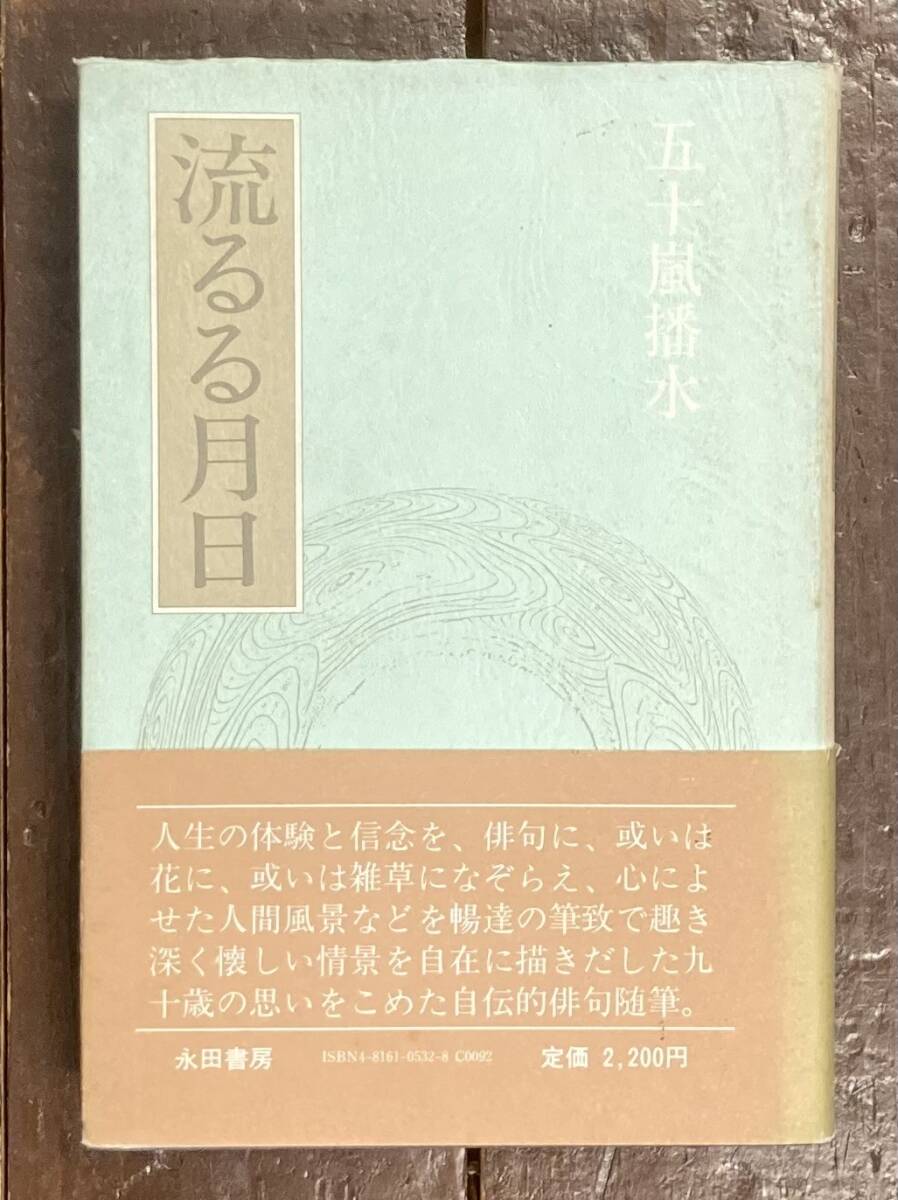 五十嵐播水
流るる月日
人生の体験と信念を、俳句に、或いは
花に、或いは雑草になぞらえ、心によ
せた人間風景などを暢達の筆致で趣き
深く懐しい情景を自在に描きだした九
十歳の思いをこめた自伝的俳句随筆。
永田書房 ISBN4-8161-0532-8 C0092 定価 2,200円